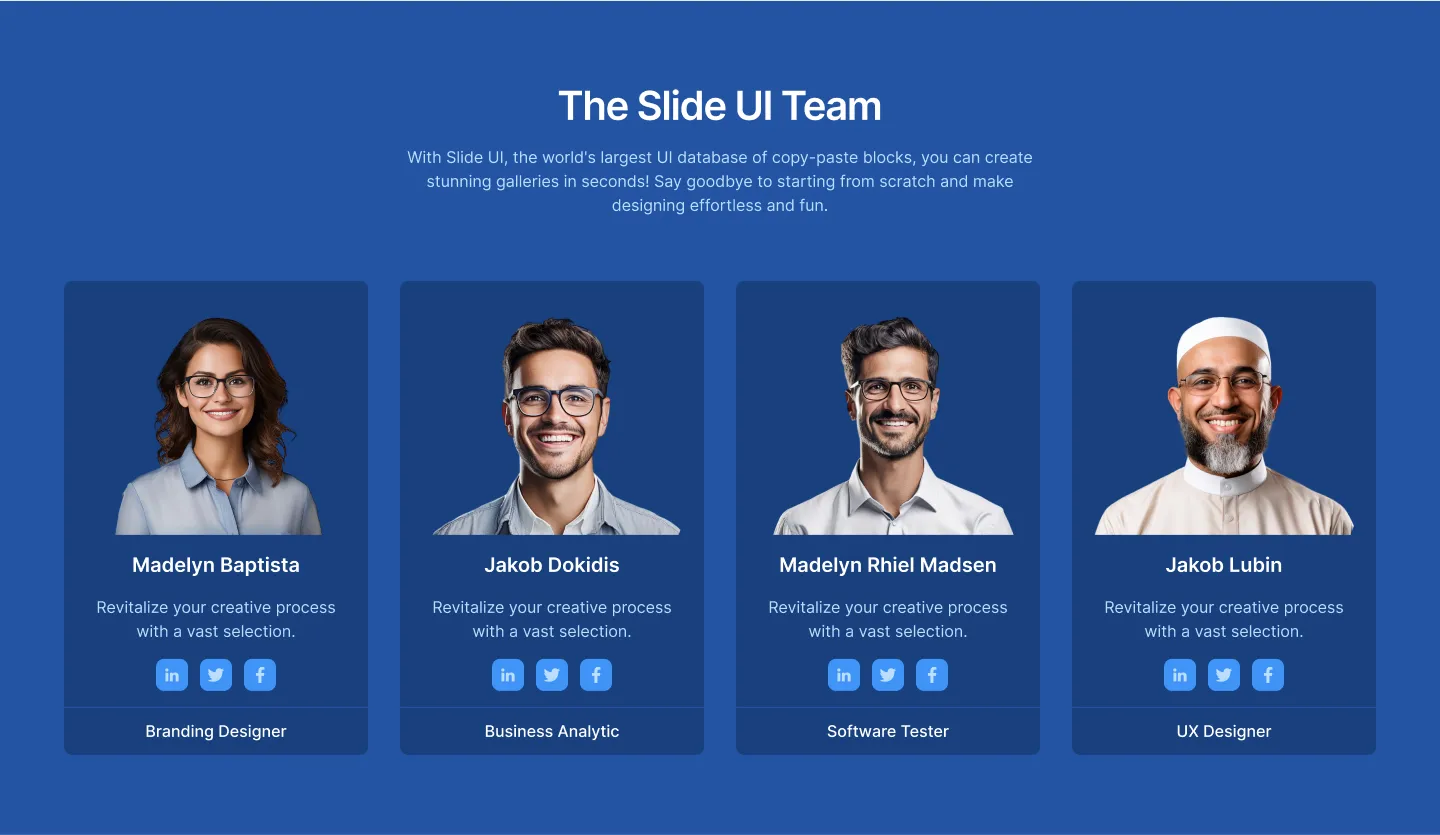 The Slide UI Team
With Slide UI, the world's largest UI database of copy-paste blocks, you can create
stunning galleries in seconds! Say goodbye to starting from scratch and make
designing effortless and fun.
Madelyn Baptista
Revitalize your creative process
with a vast selection.
in
f
Branding Designer
Jakob Dokidis
Revitalize your creative process
with a vast selection.
in
f
Business Analytic
Madelyn Rhiel Madsen
Revitalize your creative process
with a vast selection.
in
f
Software Tester
Jakob Lubin
Revitalize your creative process
with a vast selection.
in
f
UX Designer